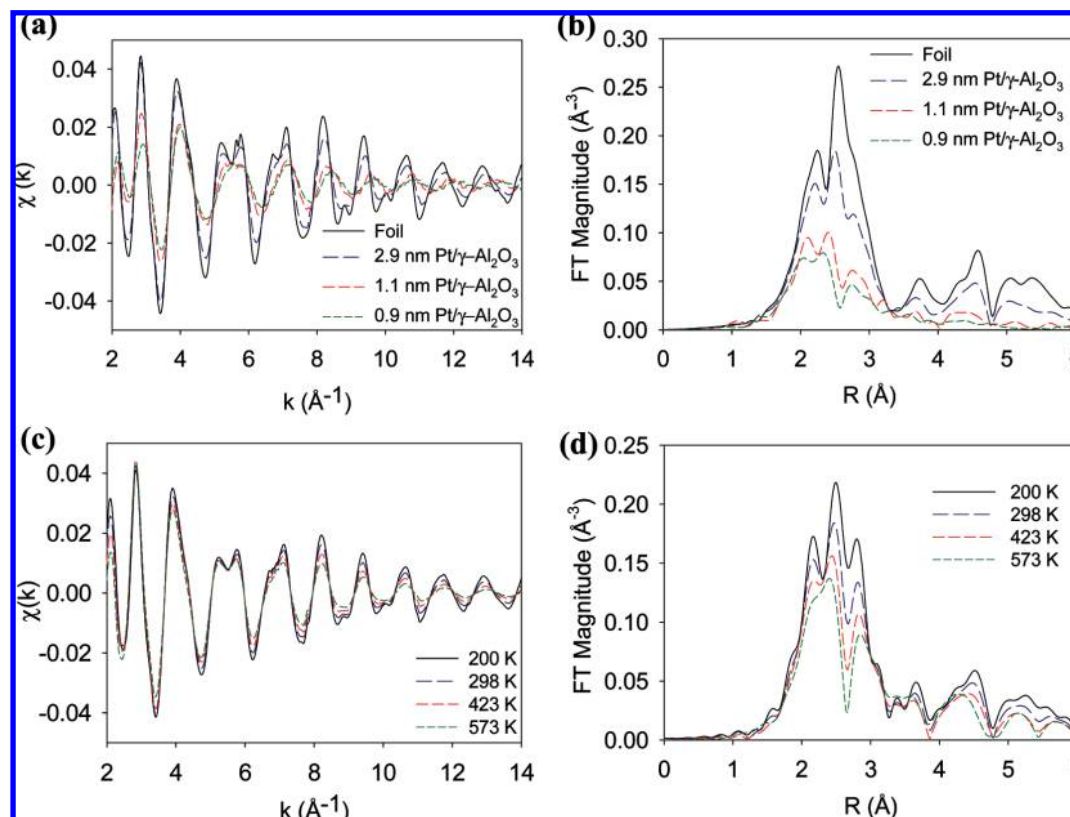 (a)
0.04
0.02
0.00
-0.02
-0.04
χ (k)
Foil
2.9 nm Pt/γ–Al₂O₃
1.1 nm Pt/γ–Al₂O₃
0.9 nm Pt/γ–Al₂O₃
2 4 6 8 10 12 14
k (Å⁻¹)
(b)
0.30
0.25
0.20
0.15
0.10
0.05
0.00
FT Magnitude (Å⁻³)
Foil
2.9 nm Pt/γ-Al₂O₃
1.1 nm Pt/γ-Al₂O₃
0.9 nm Pt/γ-Al₂O₃
0 1 2 3 4 5
R (Å)
(c)
0.04
0.02
0.00
-0.02
-0.04
χ(k)
200 K
298 K
423 K
573 K
2 4 6 8 10 12 14
k (Å⁻¹)
(d)
0.25
0.20
0.15
0.10
0.05
0.00
FT Magnitude (Å⁻³)
200 K
298 K
423 K
573 K
0 1 2 3 4 5
R (Å)